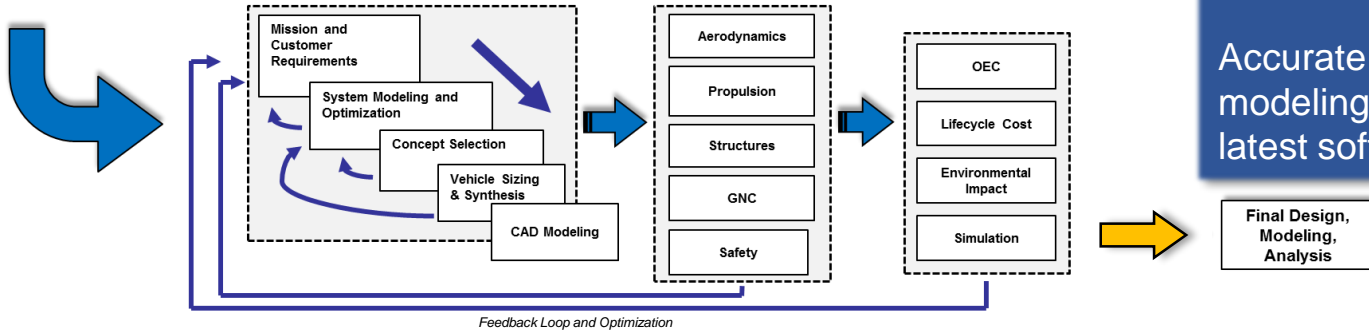 Mission and
Customer
Requirements
System Modeling and
Optimization
Concept Selection
Vehicle Sizing
& Synthesis
CAD Modeling
Aerodynamics
Propulsion
Structures
GNC
Safety
OEC
Lifecycle Cost
Environmental
Impact
Simulation
Accurate
modeling
latest
Final Design,
Modeling,
Analysis
Feedback Loop and Optimization